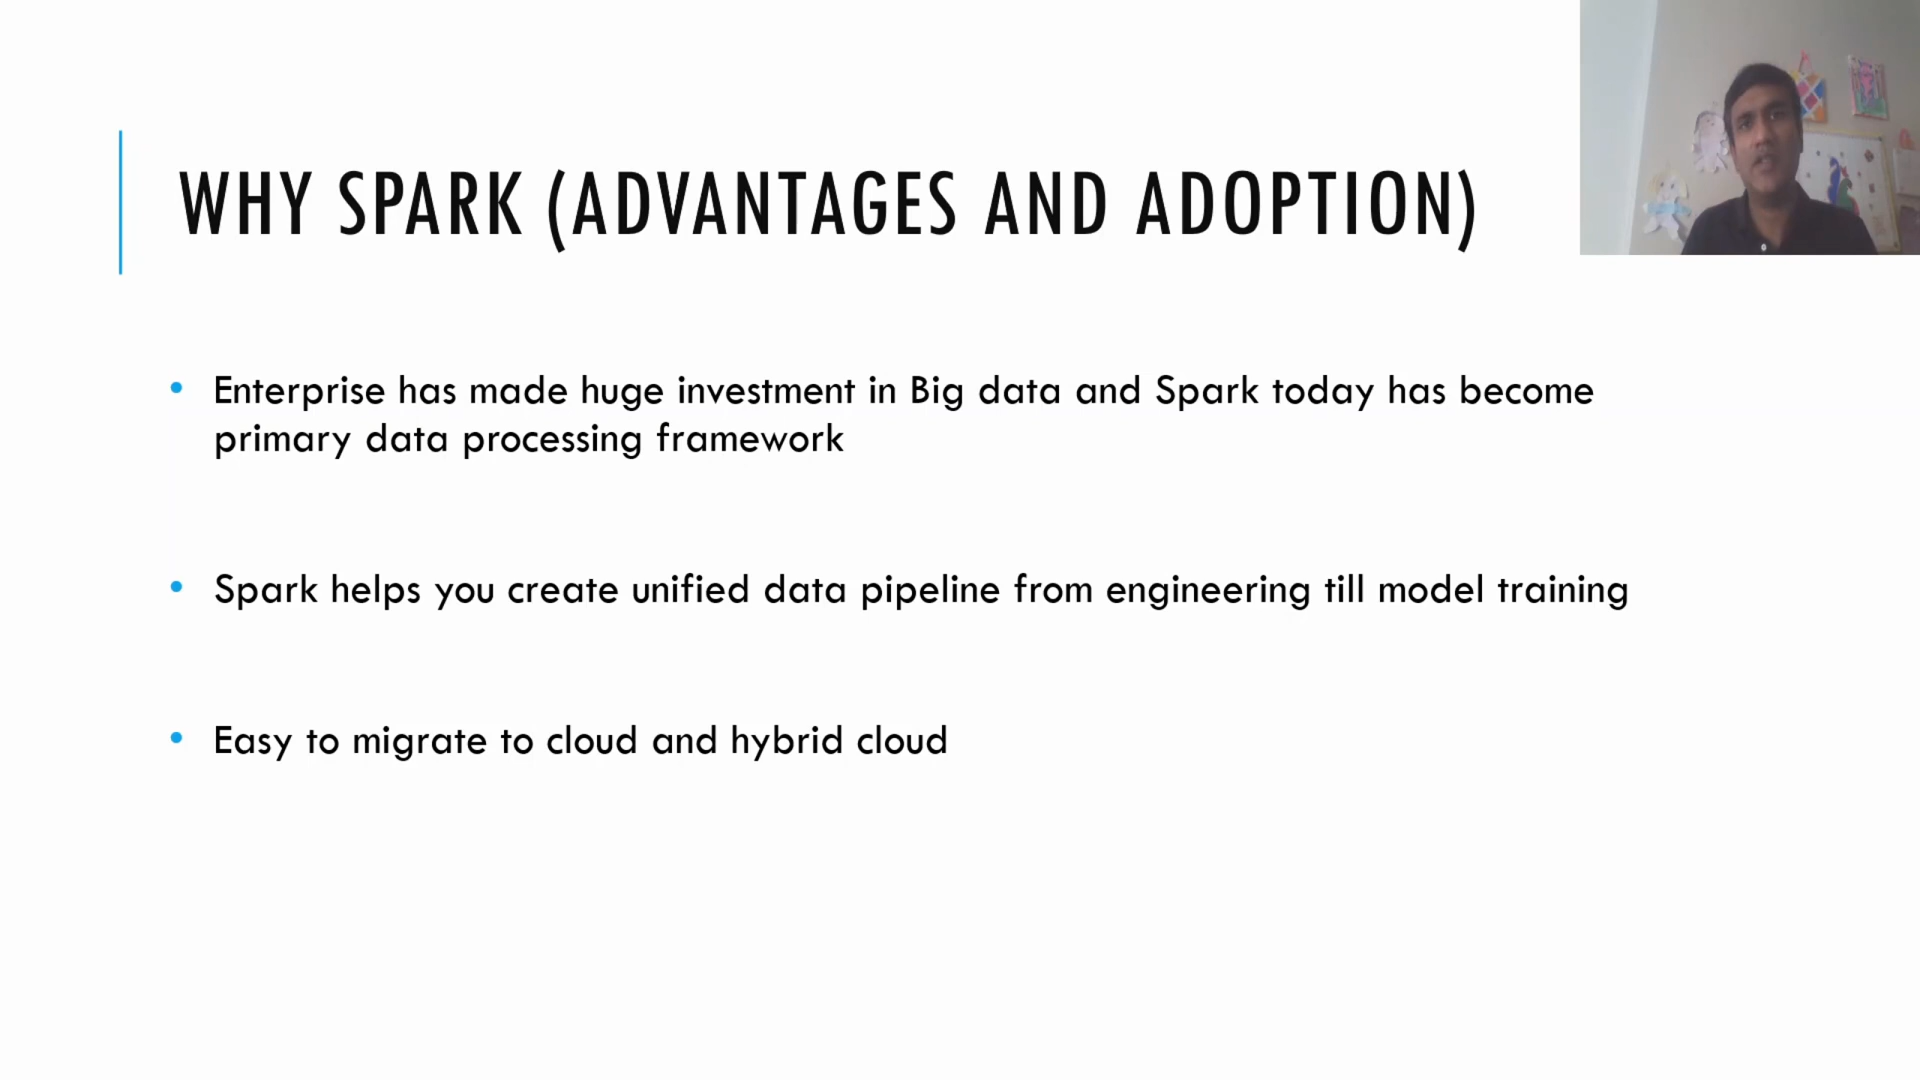 WHY SPARK (ADVANTAGES AND ADOPTION)
• Enterprise has made huge investment in Big data and Spark today has become
primary data processing framework
• Spark helps you create unified data pipeline from engineering till model training
• Easy to migrate to cloud and hybrid cloud